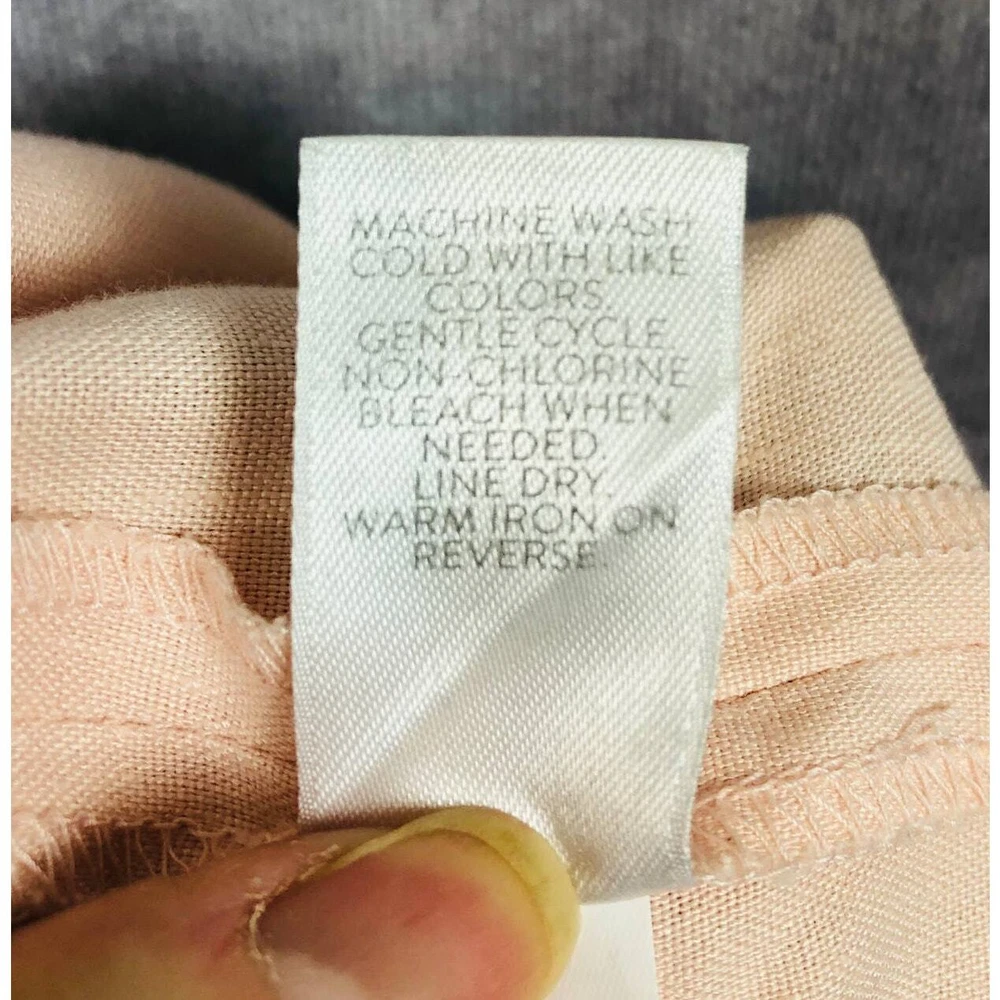 MACHINE WASH
COLD WITH LIKE
COLORS.
GENTLE CYCLE
NON-CHLORINE
BLEACH WHEN
NEEDED.
LINE DRY.
WARM IRON ON
REVERSE.